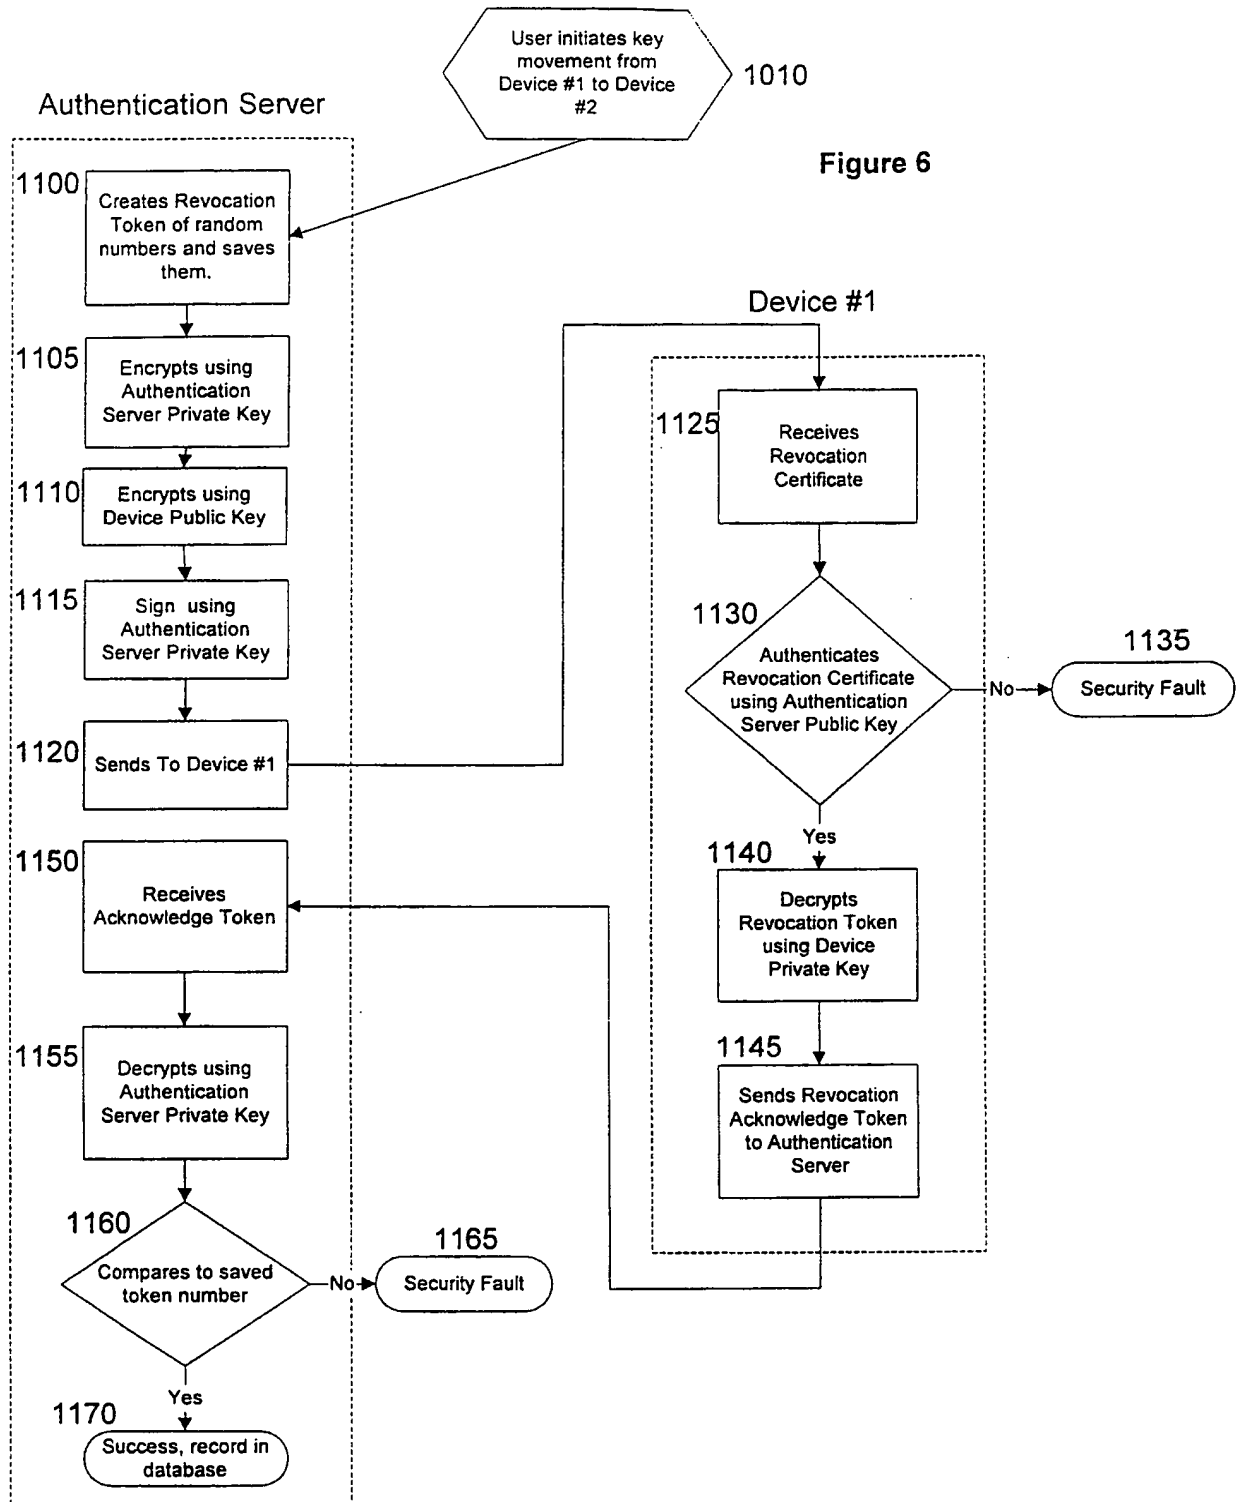 User initiates key
movement from
Device #1 to Device
#2
1010
Authentication Server
Figure 6
1100
Creates Revocation
Token of random
numbers and saves
them.
1105
Encrypts using
Authentication
Server Private Key
1110
Encrypts using
Device Public Key
1115
Sign using
Authentication
Server Private Key
1120
Sends To Device #1
Device #1
1125
Receives
Revocation
Certificate
1130
Authenticates
Revocation Certificate
using Authentication
Server Public Key
No
1135
Security Fault
Yes
1140
Decrypts
Revocation Token
using Device
Private Key
1145
Sends Revocation
Acknowledge Token
to Authentication
Server
1150
Receives
Acknowledge Token
1155
Decrypts using
Authentication
Server Private Key
1160
Compares to saved
token number
No
1165
Security Fault
Yes
1170
Success, record in
database